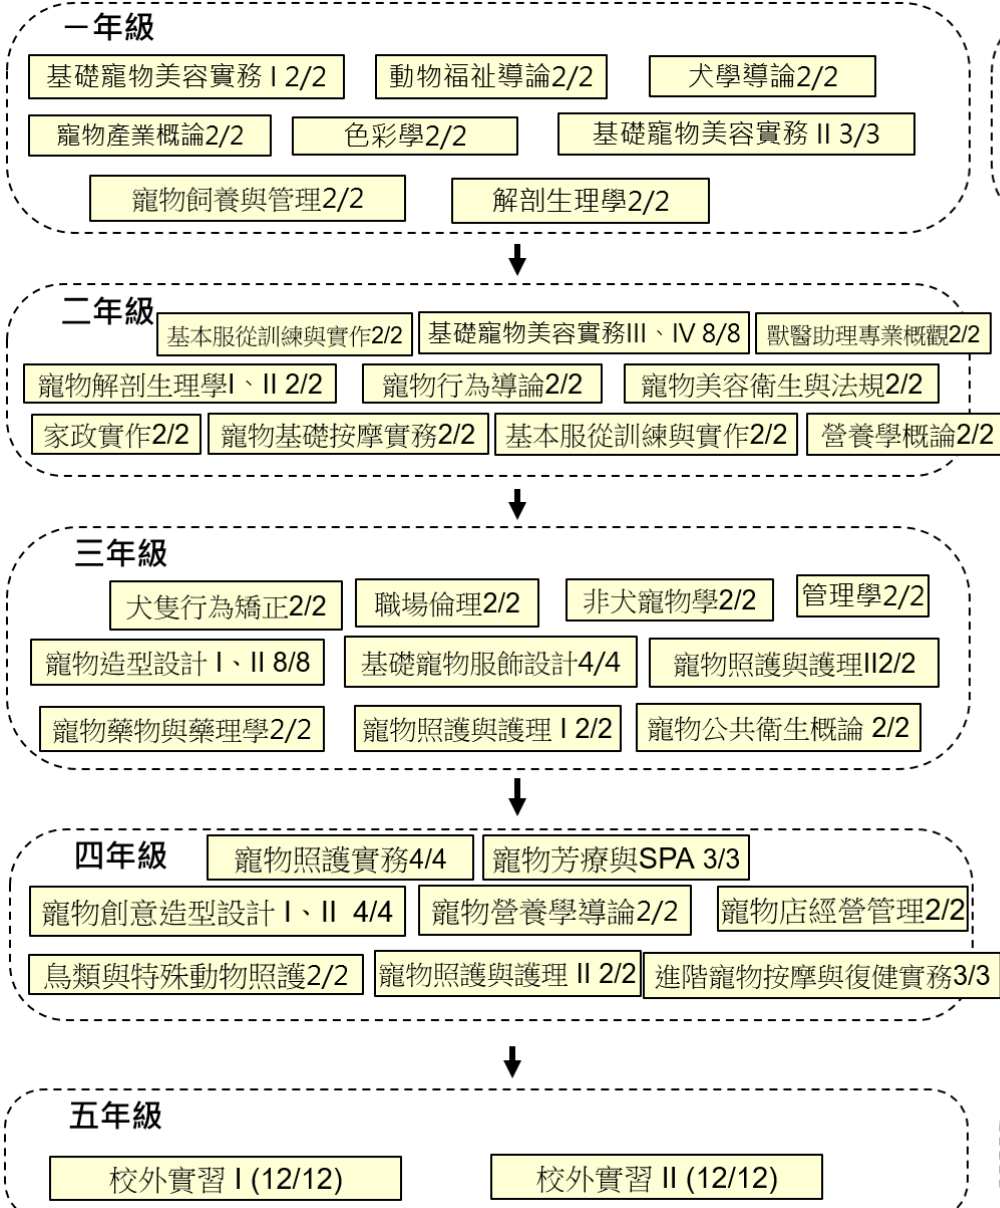 一年級
基礎寵物美容實務 I 2/2 動物福祉導論2/2 犬學導論2/2
寵物產業概論2/2 色彩學2/2 基礎寵物美容實務 II 3/3
寵物飼養與管理2/2 解剖生理學2/2
二年級
基本服從訓練與實作2/2 基礎寵物美容實務III、IV 8/8 獸醫助理專業概觀2/2
寵物解剖生理學I、II 2/2 寵物行為導論2/2 寵物美容衛生與法規2/2
家政實作2/2 寵物基礎按摩實務2/2 基本服從訓練與實作2/2 營養學概論2/2
三年級
犬隻行為矯正2/2 職場倫理2/2 非犬寵物學2/2 管理學2/2
寵物造型設計 I、II 8/8 基礎寵物服飾設計4/4 寵物照護與護理II2/2
寵物藥物與藥理學2/2 寵物照護與護理 I 2/2 寵物公共衛生概論 2/2
四年級 寵物照護實務4/4 寵物芳療與SPA 3/3
寵物創意造型設計 I、II 4/4 寵物營養學導論2/2 寵物店經營管理2/2
鳥類與特殊動物照護2/2 寵物照護與護理 II 2/2 進階寵物按摩與復健實務3/3
五年級
校外實習 I (12/12) 校外實習 II (12/12)